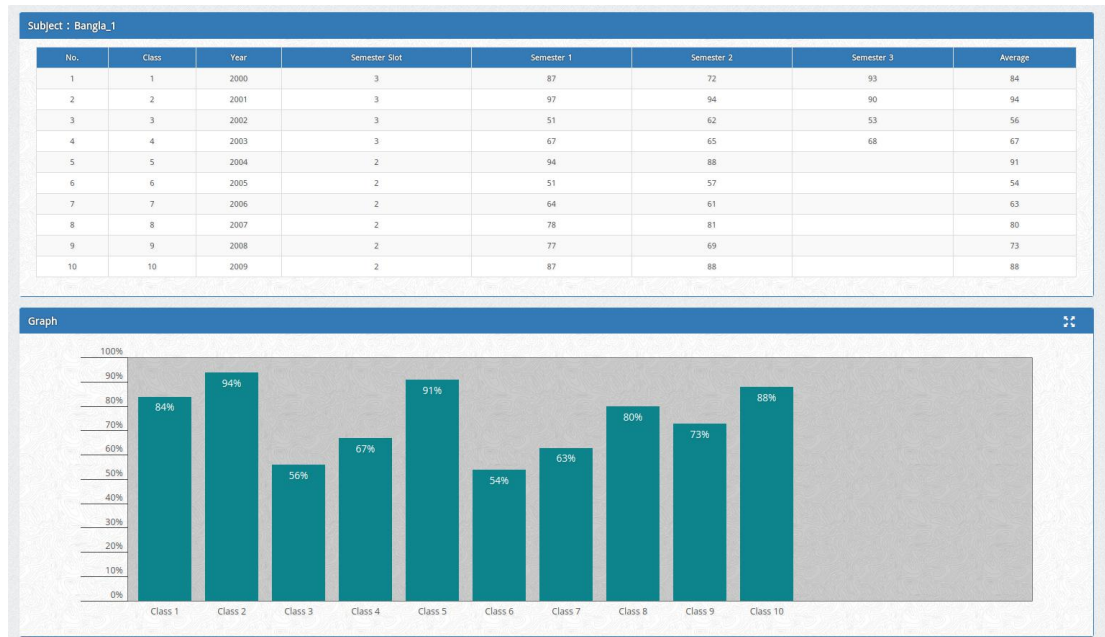 Subject : Bangla_1
No. Class Year Semester Slot Semester 1 Semester 2 Semester 3 Average
1 1 2000 3 87 72 93 84
2 2 2001 3 97 94 90 94
3 3 2002 3 51 62 53 56
4 4 2003 3 67 65 68 67
5 5 2004 2 94 88 91
6 6 2005 2 51 57 54
7 7 2006 2 64 61 63
8 8 2007 2 78 81 80
9 9 2008 2 77 69 73
10 10 2009 2 87 88 88
Graph
100%
90%
80%
70%
60%
50%
40%
30%
20%
10%
0%
84% 94% 56% 67% 91% 54% 63% 80% 73% 88%
Class 1 Class 2 Class 3 Class 4 Class 5 Class 6 Class 7 Class 8 Class 9 Class 10